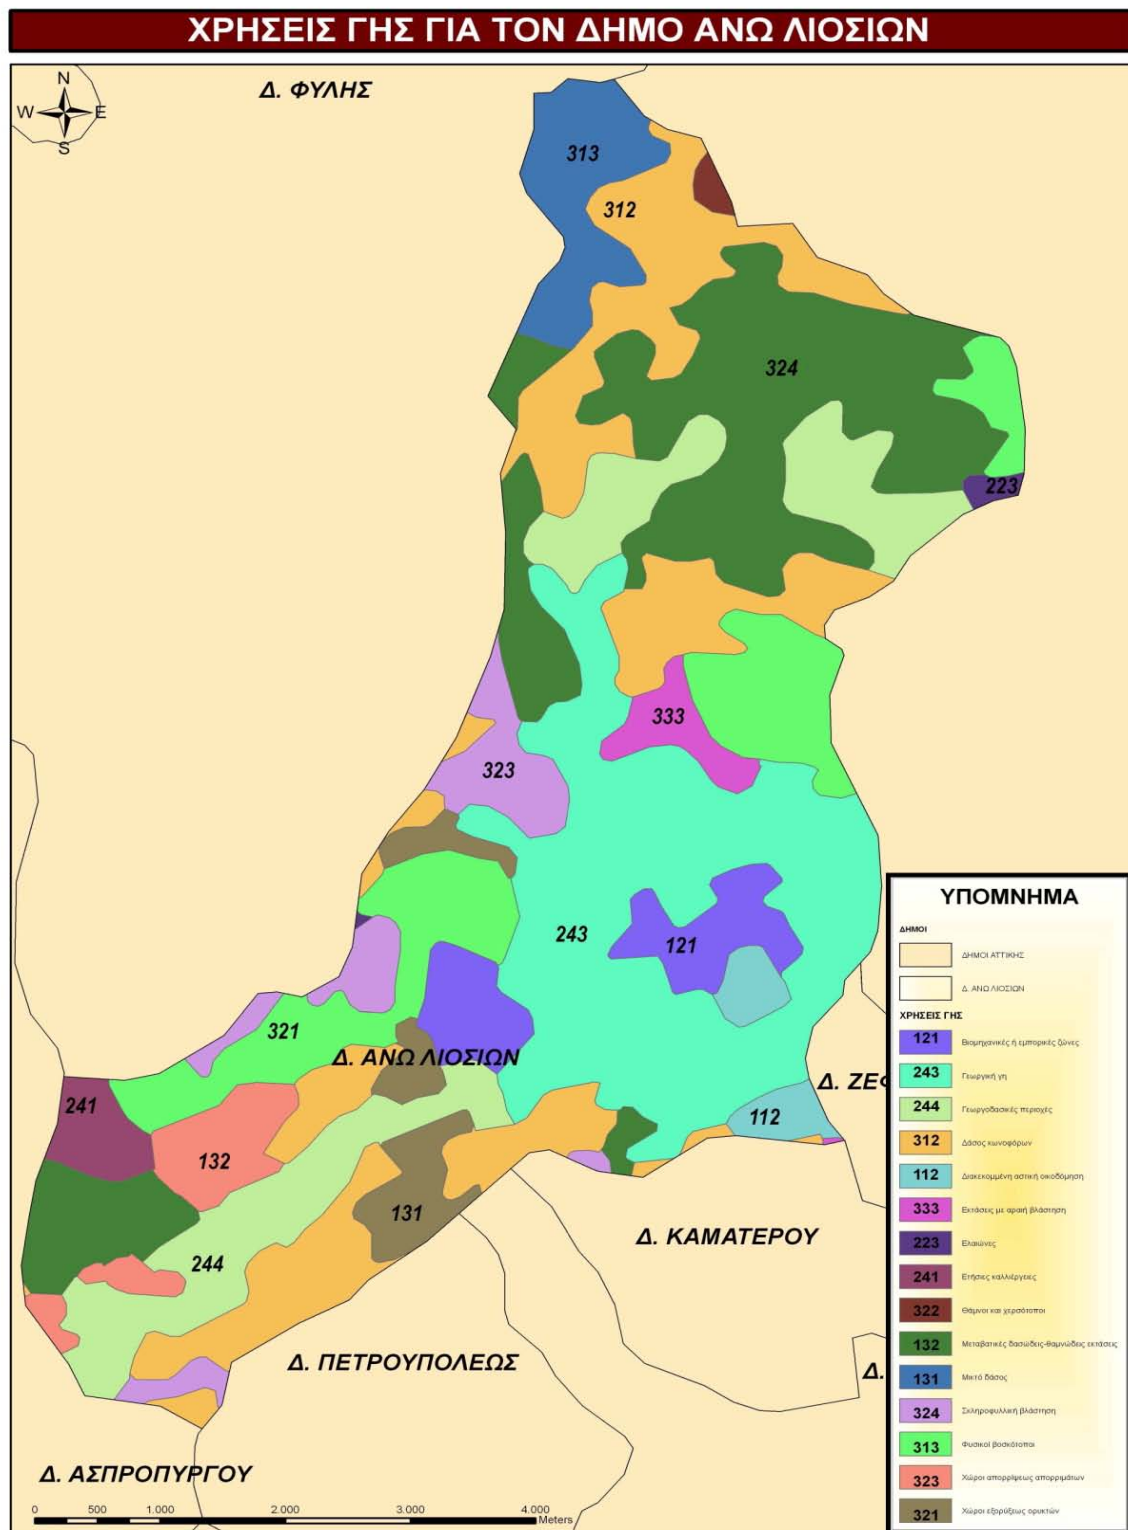 ΧΡΗΣΕΙΣ ΓΗΣ ΓΙΑ ΤΟΝ ΔΗΜΟ ΑΝΩ ΛΙΟΣΙΩΝ
N
W E
S
Δ. ΦΥΛΗΣ
313
312
324
223
333
323
243
121
321
Δ. ΑΝΩ ΛΙΟΣΙΩΝ
Δ. ΖΕΦ
241
112
132
131
Δ. ΚΑΜΑΤΕΡΟΥ
244
Δ. ΠΕΤΡΟΥΠΟΛΕΩΣ
Δ.
Δ. ΑΣΠΡΟΠΥΡΓΟΥ
0 500 1.000 2.000 3.000 4.000
Meters
ΥΠΟΜΝΗΜΑ
ΔΗΜΟΙ
ΔΗΜΟΙ ΑΤΤΙΚΗΣ
Δ. ΑΝΩ ΛΙΟΣΙΩΝ
ΧΡΗΣΕΙΣ ΓΗΣ
121 Βιομηχανικές ή εμπορικές ζώνες
243 Γεωργική γη
244 Γεωργοδασικές περιοχές
312 Δάσος κωνοφόρων
112 Διακεκομμένη αστική οικοδόμηση
333 Εκτάσεις με αραιή βλάστηση
223 Ελαιώνες
241 Ετήσιες καλλιέργειες
322 Θάμνοι και χερσότοποι
132 Μεταβατικές δασώδεις-θαμνώδεις εκτάσεις
131 Μικτό δάσος
324 Σκληροφυλλική βλάστηση
313 Φυσικοί βοσκότοποι
323 Χώροι απορρίψεως απορριμάτων
321 Χώροι εξορύξεως ορυκτών